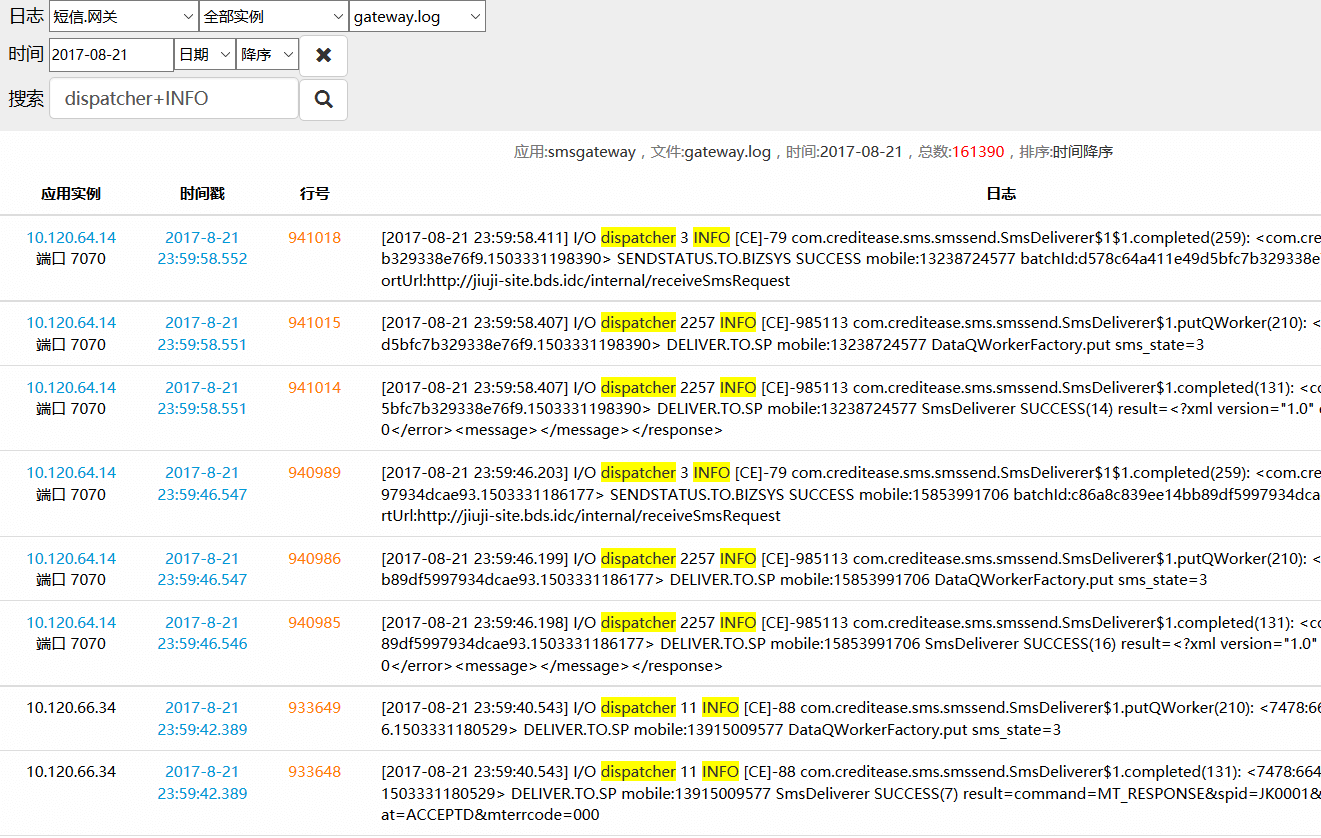 日志 短信.网关 全部实例 gateway.log
时间 2017-08-21 日期 降序
搜索 dispatcher+INFO
应用:smsgateway , 文件:gateway.log , 时间:2017-08-21 , 总数:161390 , 排序:时间降序
应用实例 时间戳 行号 日志
10.120.64.14 2017-8-21 941018 [2017-08-21 23:59:58.411] I/O dispatcher 3 INFO [CE]-79 com.creditease.sms.smssend.SmsDeliverer$1$1.completed(259): <com.cre
端口 7070 23:59:58.552 b329338e76f9.1503331198390> SENDSTATUS.TO.BIZSYS SUCCESS mobile:13238724577 batchId:d578c64a411e49d5bfc7b329338e7
ortUrl:http://jiuji-site.bds.idc/internal/receiveSmsRequest
10.120.64.14 2017-8-21 941015 [2017-08-21 23:59:58.407] I/O dispatcher 2257 INFO [CE]-985113 com.creditease.sms.smssend.SmsDeliverer$1.putQWorker(210): <
端口 7070 23:59:58.551 d5bfc7b329338e76f9.1503331198390> DELIVER.TO.SP mobile:13238724577 DataQWorkerFactory.put sms_state=3
10.120.64.14 2017-8-21 941014 [2017-08-21 23:59:58.407] I/O dispatcher 2257 INFO [CE]-985113 com.creditease.sms.smssend.SmsDeliverer$1.completed(131): <co
端口 7070 23:59:58.551 5bfc7b329338e76f9.1503331198390> DELIVER.TO.SP mobile:13238724577 SmsDeliverer SUCCESS(14) result=<?xml version="1.0"
0</error><message></message></response>
10.120.64.14 2017-8-21 940989 [2017-08-21 23:59:46.203] I/O dispatcher 3 INFO [CE]-79 com.creditease.sms.smssend.SmsDeliverer$1$1.completed(259): <com.cre
端口 7070 23:59:46.547 97934dcae93.1503331186177> SENDSTATUS.TO.BIZSYS SUCCESS mobile:15853991706 batchId:c86a8c839ee14bb89df5997934dca
rtUrl:http://jiuji-site.bds.idc/internal/receiveSmsRequest
10.120.64.14 2017-8-21 940986 [2017-08-21 23:59:46.199] I/O dispatcher 2257 INFO [CE]-985113 com.creditease.sms.smssend.SmsDeliverer$1.putQWorker(210): <
端口 7070 23:59:46.547 b89df5997934dcae93.1503331186177> DELIVER.TO.SP mobile:15853991706 DataQWorkerFactory.put sms_state=3
10.120.64.14 2017-8-21 940985 [2017-08-21 23:59:46.198] I/O dispatcher 2257 INFO [CE]-985113 com.creditease.sms.smssend.SmsDeliverer$1.completed(131): <co
端口 7070 23:59:46.546 89df5997934dcae93.1503331186177> DELIVER.TO.SP mobile:15853991706 SmsDeliverer SUCCESS(16) result=<?xml version="1.0"
0</error><message></message></response>
10.120.66.34 2017-8-21 933649 [2017-08-21 23:59:40.543] I/O dispatcher 11 INFO [CE]-88 com.creditease.sms.smssend.SmsDeliverer$1.putQWorker(210): <7478:66
23:59:42.389 6.1503331180529> DELIVER.TO.SP mobile:13915009577 DataQWorkerFactory.put sms_state=3
10.120.66.34 2017-8-21 933648 [2017-08-21 23:59:40.543] I/O dispatcher 11 INFO [CE]-88 com.creditease.sms.smssend.SmsDeliverer$1.completed(131): <7478:664
23:59:42.389 1503331180529> DELIVER.TO.SP mobile:13915009577 SmsDeliverer SUCCESS(7) result=command=MT_RESPONSE&spid=JK0001&
at=ACCEPTD&mterrcode=000